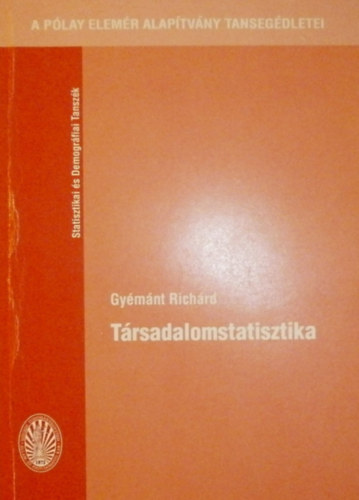 A PÓLAY ELEMÉR ALAPÍTVÁNY TANSEGÉDLETEI
Statisztikai és Demográfiai Tanszék
Gyémánt Richárd
Társadalomstatisztika